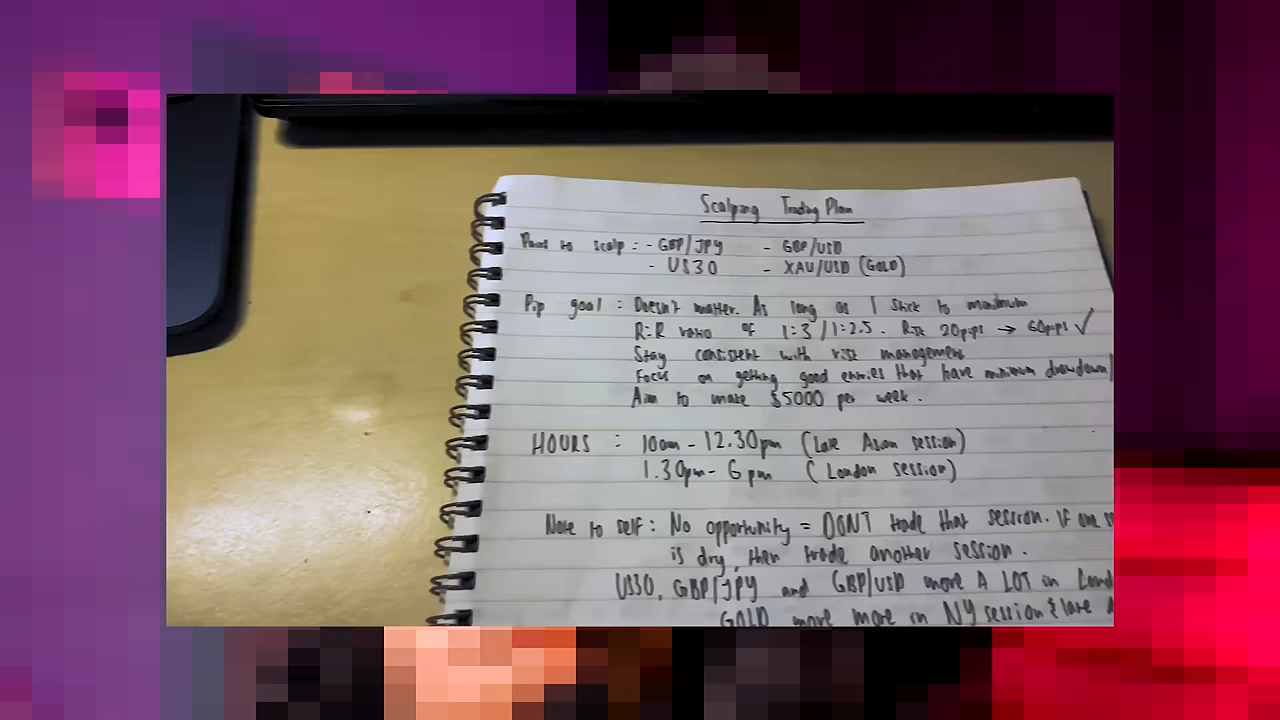 Scalping Trading Plan
Pairs to scalp : - GBP/JPY - GBP/USD
- US30 - XAU/USD (GOLD)
Pip goal : Doesn't matter. As long as I stick to minimum
R:R ratio of 1:3 / 1:2.5. Risk 20pips → 60pips ✓
Stay consistent with risk management
Focus on getting good entries that have minimum drawdown
Aim to make $5000 per week.
HOURS : 10am - 12.30pm (Late Asian session)
1.30pm - 6pm (London session)
Note to self : No opportunity = DONT trade that session. If one
is dry, then trade another session.
US30, GBP/JPY and GBP/USD move A LOT in
GOLD move more in NY session & late